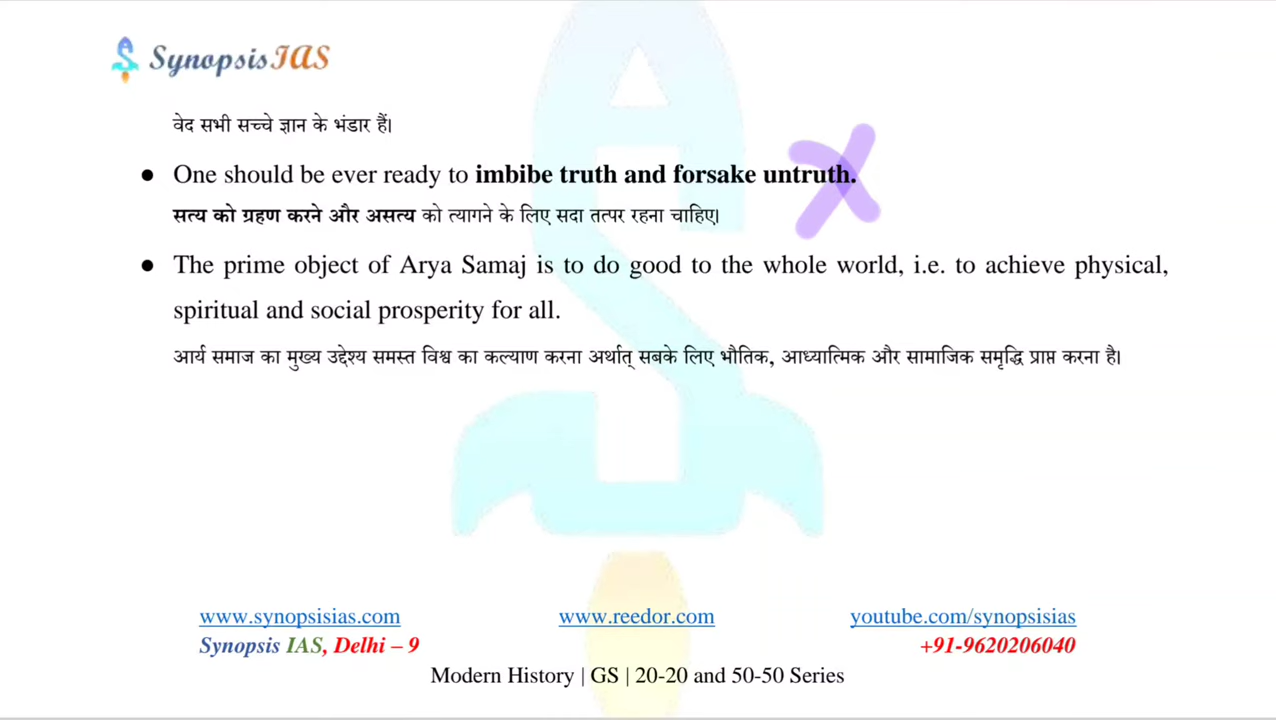 Synopsis IAS
वेद सभी सच्चे ज्ञान के भंडार हैं।
● One should be ever ready to imbibe truth and forsake untruth.
सत्य को ग्रहण करने और असत्य को त्यागने के लिए सदा तत्पर रहना चाहिए।
● The prime object of Arya Samaj is to do good to the whole world, i.e. to achieve physical,
spiritual and social prosperity for all.
आर्य समाज का मुख्य उद्देश्य समस्त विश्व का कल्याण करना अर्थात् सबके लिए भौतिक, आध्यात्मिक और सामाजिक समृद्धि प्राप्त करना है।
www.synopsisias.com www.reedor.com youtube.com/synopsisias
Synopsis IAS, Delhi – 9 +91-9620206040
Modern History | GS | 20-20 and 50-50 Series